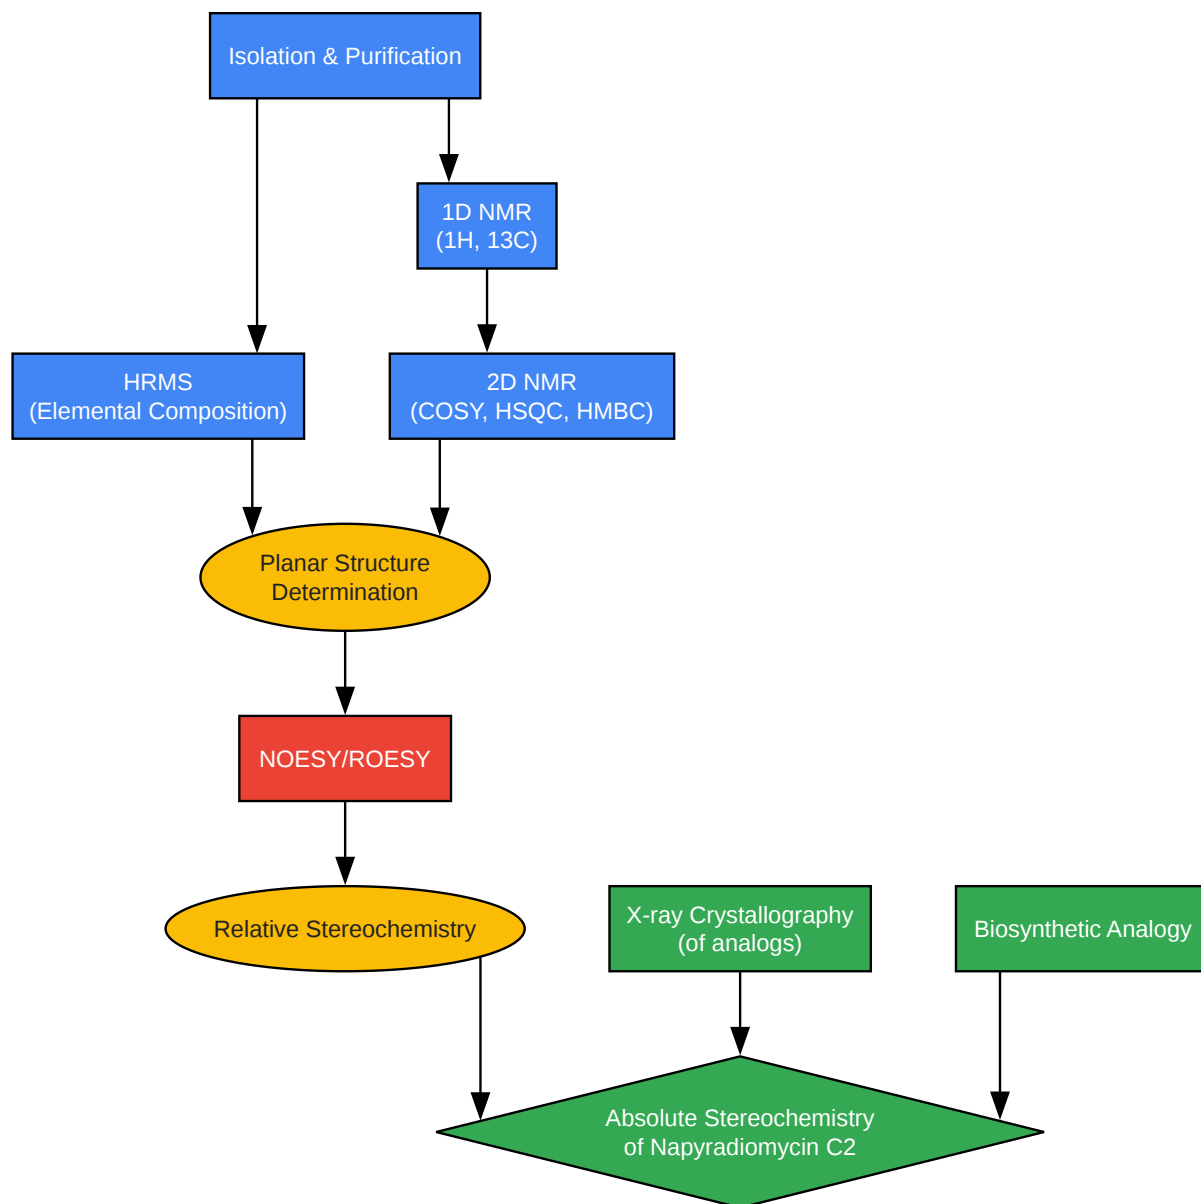 Isolation & Purification
1D NMR
(1H, 13C)
HRMS
(Elemental Composition)
2D NMR
(COSY, HSQC, HMBC)
Planar Structure
Determination
NOESY/ROESY
Relative Stereochemistry
X-ray Crystallography
(of analogs)
Biosynthetic Analogy
Absolute Stereochemistry
of Napyradiomycin C2